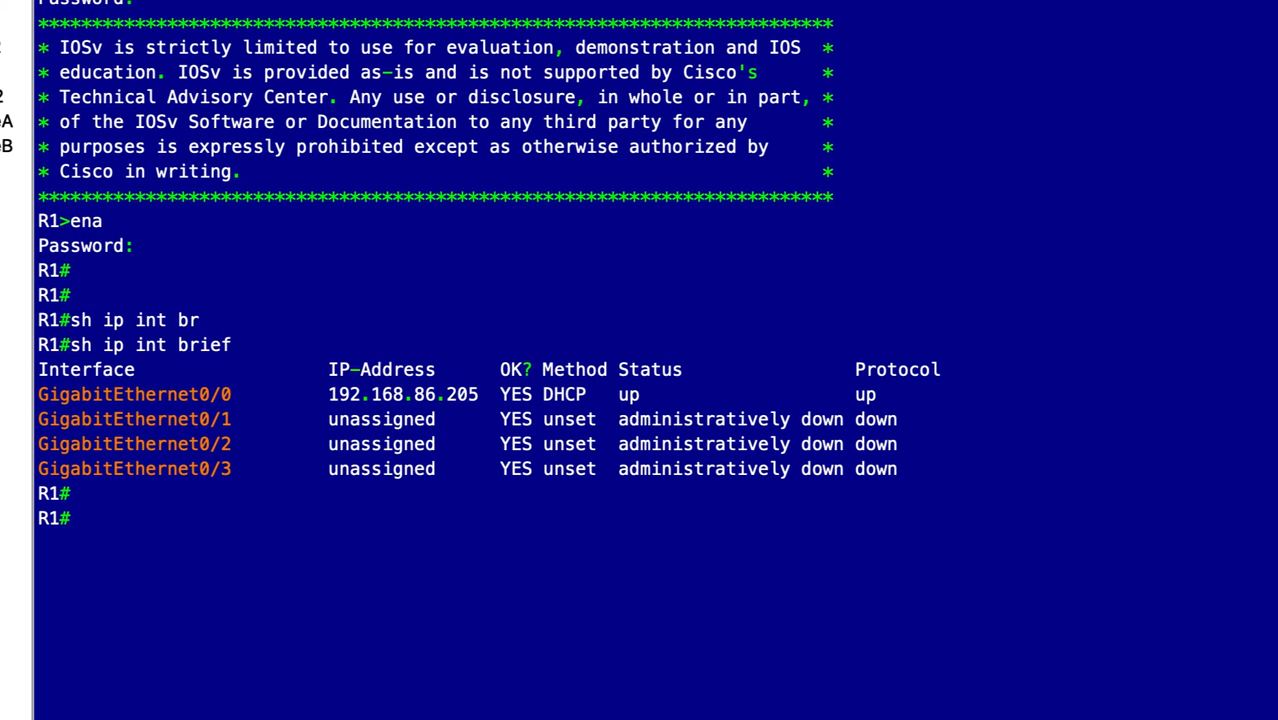 Password:
**************************************************************************
* IOSv is strictly limited to use for evaluation, demonstration and IOS  *
* education. IOSv is provided as-is and is not supported by Cisco's      *
* Technical Advisory Center. Any use or disclosure, in whole or in part, *
* of the IOSv Software or Documentation to any third party for any       *
* purposes is expressly prohibited except as otherwise authorized by     *
* Cisco in writing.                                                      *
**************************************************************************
R1>ena
Password:
R1#
R1#
R1#sh ip int br
R1#sh ip int brief
Interface                  IP-Address      OK? Method Status                Protocol
GigabitEthernet0/0         192.168.86.205  YES DHCP   up                    up
GigabitEthernet0/1         unassigned      YES unset  administratively down down
GigabitEthernet0/2         unassigned      YES unset  administratively down down
GigabitEthernet0/3         unassigned      YES unset  administratively down down
R1#
R1#
2
eA
eB